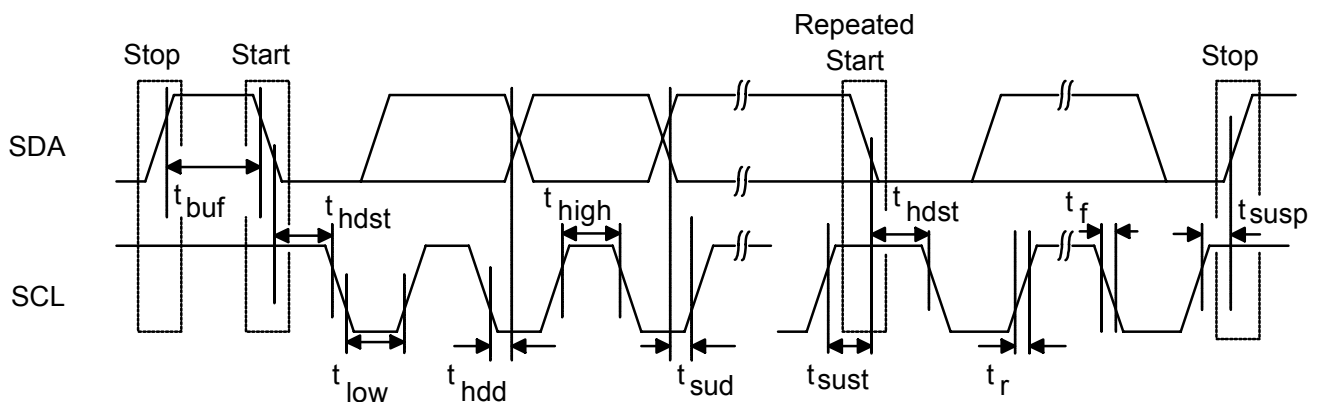 Repeated
Stop Start Start Stop
SDA
t buf t hdst t high t hdst t f t susp
SCL
t low t hdd t sud t sust t r